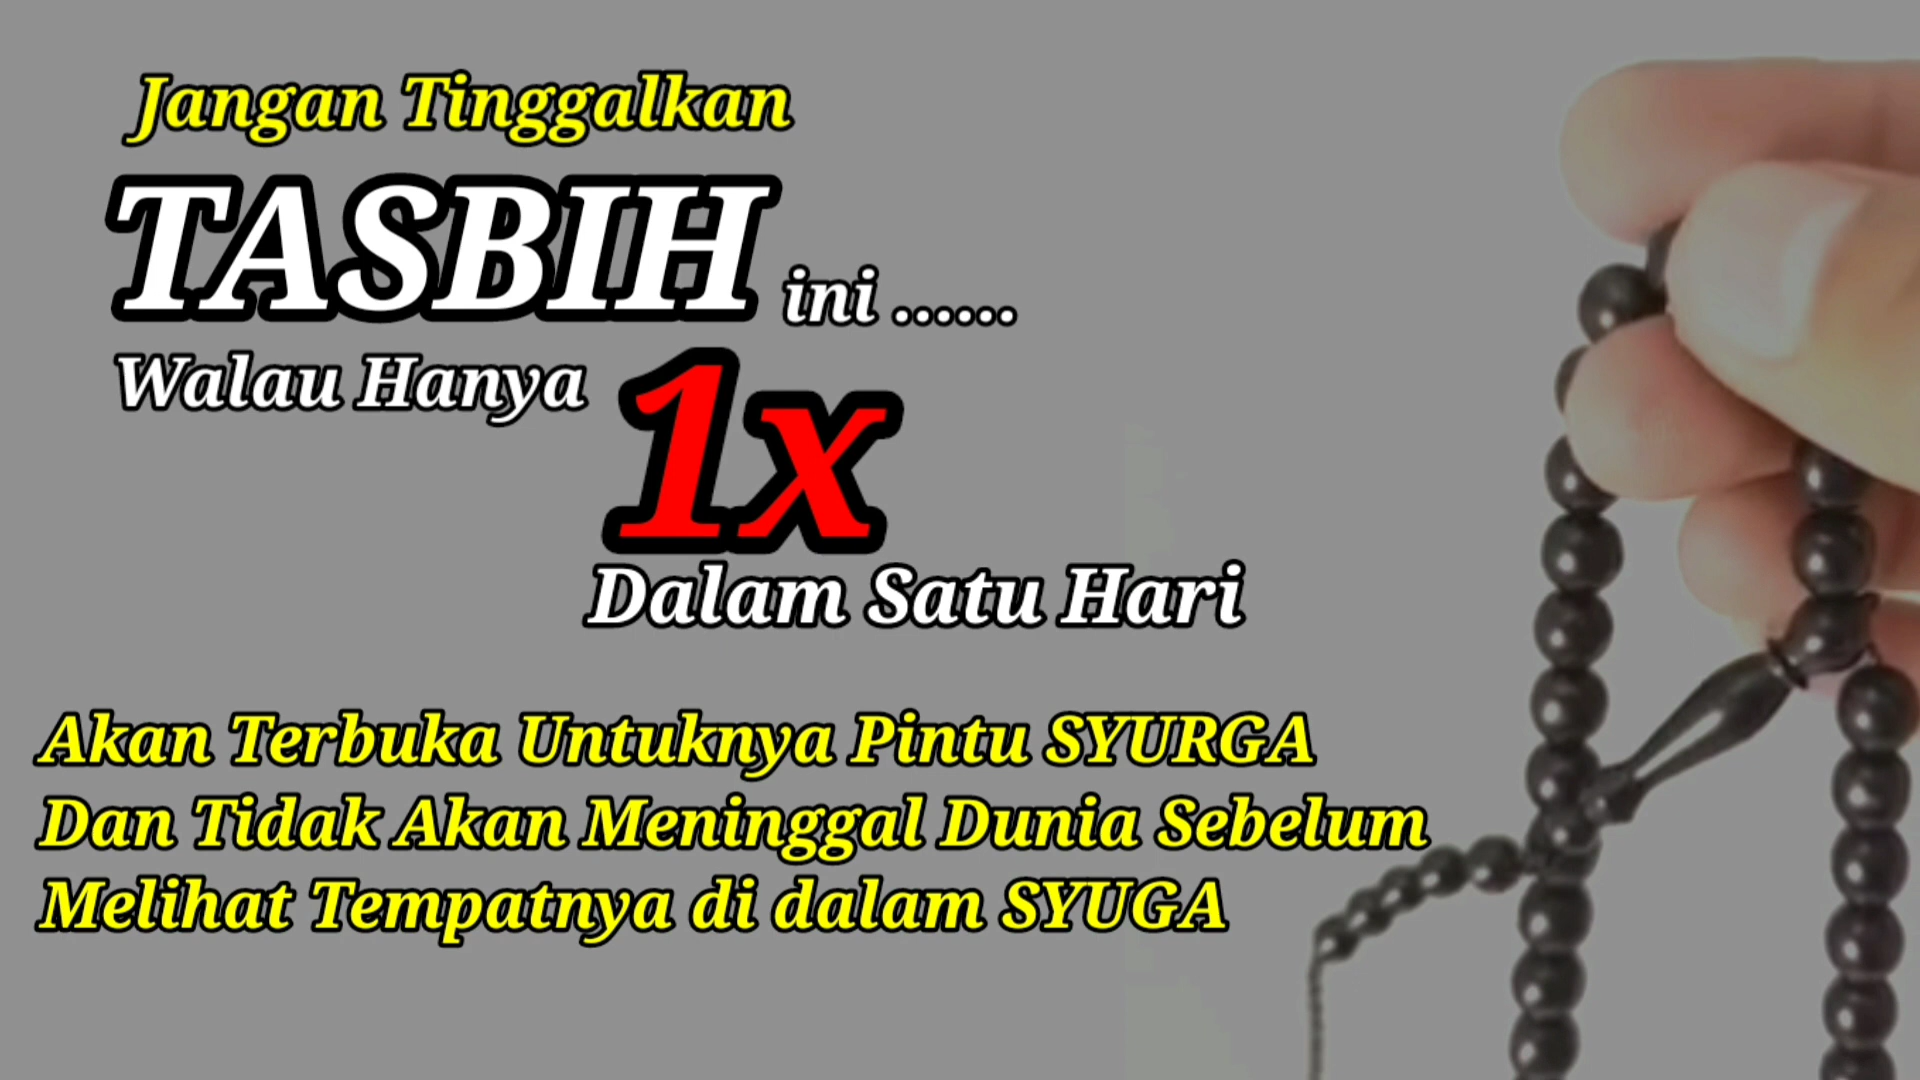 Jangan Tinggalkan
TASBIH ini ......
Walau Hanya 1x
Dalam Satu Hari
Akan Terbuka Untuknya Pintu SYURGA
Dan Tidak Akan Meninggal Dunia Sebelum
Melihat Tempatnya di dalam SYUGA